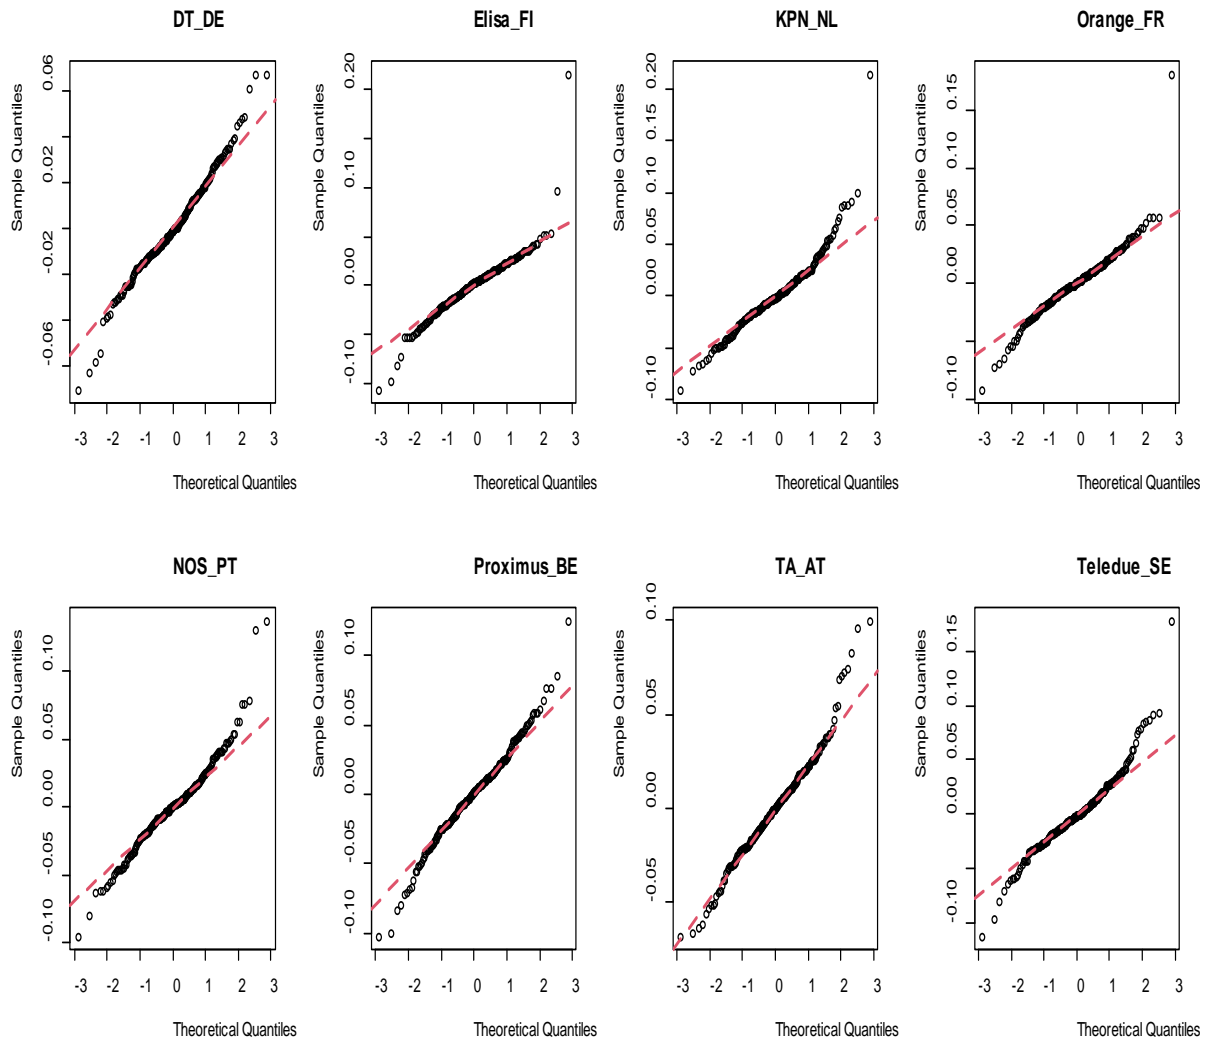 DT_DE
Sample Quantiles
0.06
0.02
-0.02
-0.06
-3 -2 -1 0 1 2 3
Theoretical Quantiles
Elisa_FI
Sample Quantiles
0.20
0.10
0.00
-0.10
-3 -2 -1 0 1 2 3
Theoretical Quantiles
KPN_NL
Sample Quantiles
0.20
0.15
0.10
0.05
0.00
-0.10
-3 -2 -1 0 1 2 3
Theoretical Quantiles
Orange_FR
Sample Quantiles
0.15
0.10
0.05
0.00
-0.10
-3 -2 -1 0 1 2 3
Theoretical Quantiles
NOS_PT
Sample Quantiles
0.10
0.05
0.00
-0.05
-0.10
-3 -2 -1 0 1 2 3
Theoretical Quantiles
Proximus_BE
Sample Quantiles
0.10
0.05
0.00
-0.05
-0.10
-3 -2 -1 0 1 2 3
Theoretical Quantiles
TA_AT
Sample Quantiles
0.10
0.05
0.00
-0.05
-3 -2 -1 0 1 2 3
Theoretical Quantiles
Teledue_SE
Sample Quantiles
0.15
0.10
0.05
0.00
-0.10
-3 -2 -1 0 1 2 3
Theoretical Quantiles